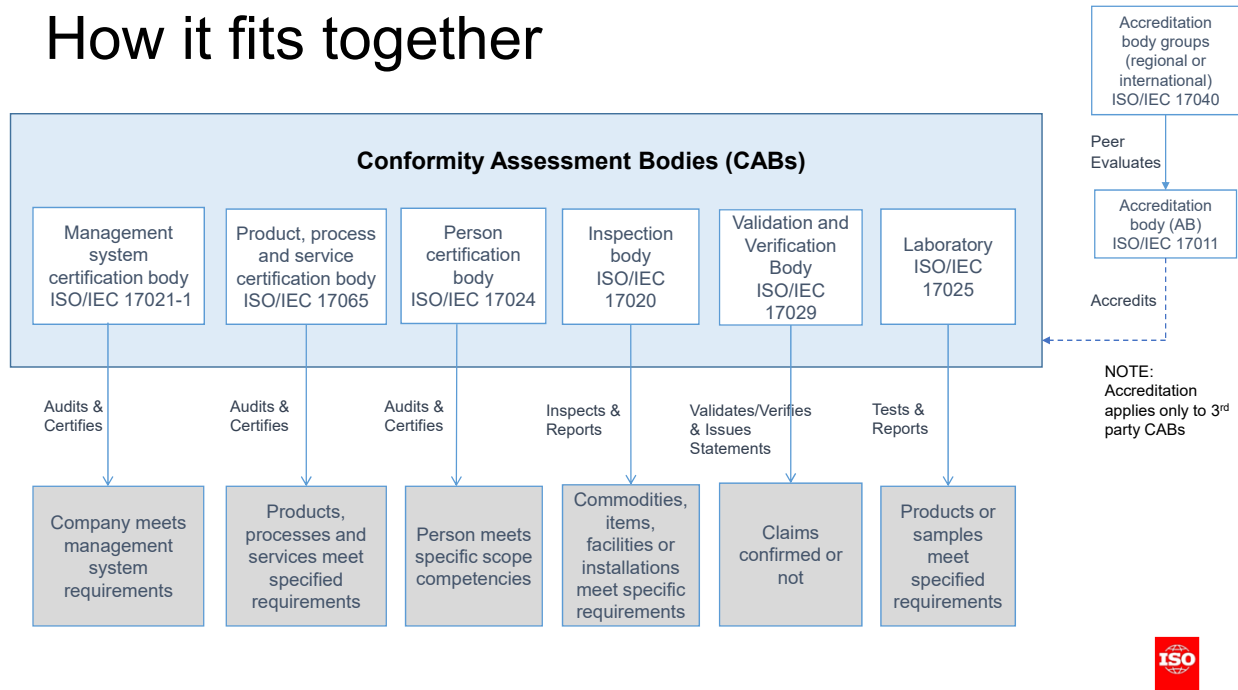 How it fits together
Accreditation
body groups
(regional or
international)
ISO/IEC 17040
Peer
Evaluates
Accreditation
body (AB)
ISO/IEC 17011
Accredits
NOTE:
Accreditation
applies only to 3rd
party CABs
Conformity Assessment Bodies (CABs)
Management
system
certification body
ISO/IEC 17021-1
Product, process
and service
certification body
ISO/IEC 17065
Person
certification
body
ISO/IEC 17024
Inspection
body
ISO/IEC
17020
Validation and
Verification
Body
ISO/IEC
17029
Laboratory
ISO/IEC
17025
Audits &
Certifies
Audits &
Certifies
Audits &
Certifies
Inspects &
Reports
Validates/Verifies
& Issues
Statements
Tests &
Reports
Company meets
management
system
requirements
Products,
processes and
services meet
specified
requirements
Person meets
specific scope
competencies
Commodities,
items,
facilities or
installations
meet specific
requirements
Claims
confirmed or
not
Products or
samples
meet
specified
requirements
ISO